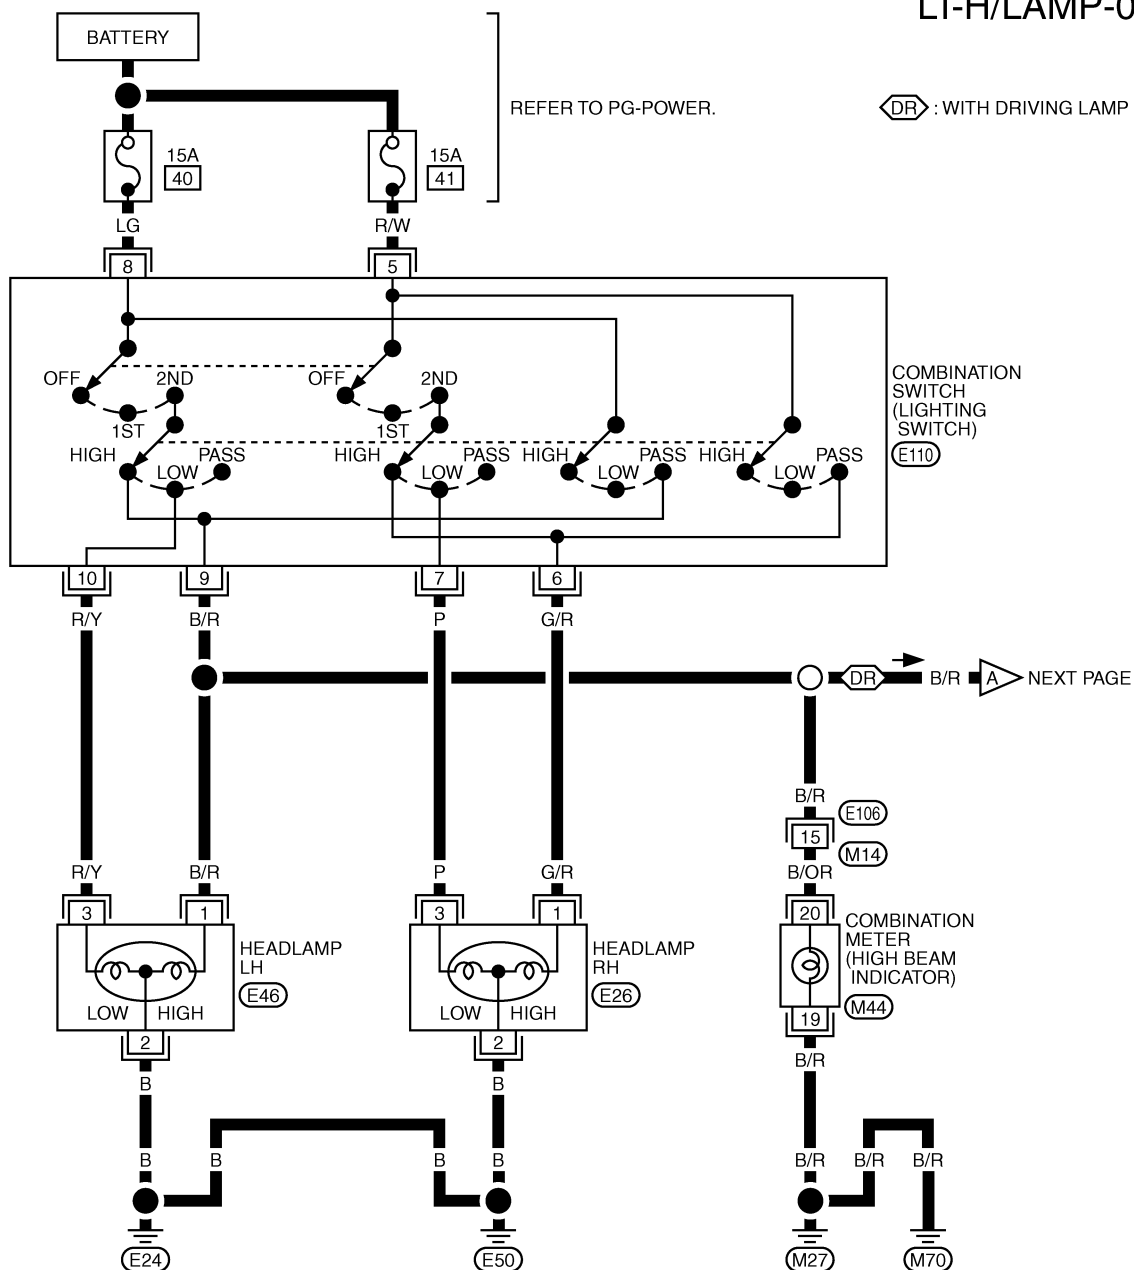 LT-H/LAMP-0
BATTERY
REFER TO PG-POWER.
DR : WITH DRIVING LAMP
15A
40
15A
41
LG
R/W
8
5
OFF
2ND
1ST
OFF
2ND
1ST
HIGH
LOW
PASS
HIGH
LOW
PASS
HIGH
LOW
PASS
HIGH
LOW
PASS
COMBINATION
SWITCH
(LIGHTING
SWITCH)
E110
10
9
7
6
R/Y
B/R
P
G/R
DR
B/R
A
NEXT PAGE
B/R
E106
15
M14
R/Y
B/R
P
G/R
B/OR
3
1
3
1
20
HEADLAMP
LH
E46
LOW
HIGH
HEADLAMP
RH
E26
LOW
HIGH
COMBINATION
METER
(HIGH BEAM
INDICATOR)
M44
2
2
19
B
B
B/R
B
B
B
B
B/R
B/R
B/R
E24
E50
M27
M70